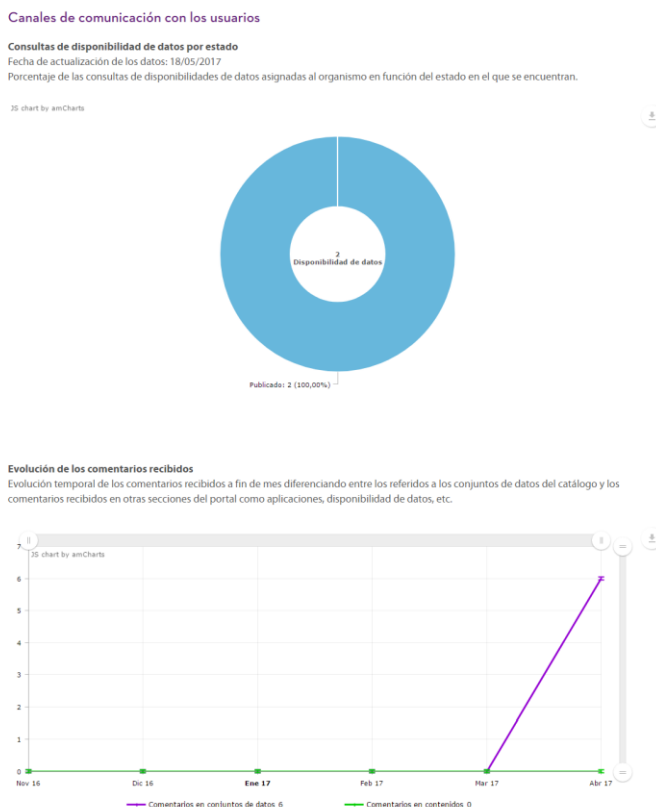 Canales de comunicación con los usuarios
Consultas de disponibilidad de datos por estado
Fecha de actualización de los datos: 18/05/2017
Porcentaje de las consultas de disponibilidades de datos asignadas al organismo en función del estado en el que se encuentran.
JS chart by amCharts
2
Disponibilidad de datos
Publicado: 2 (100,00%)
Evolución de los comentarios recibidos
Evolución temporal de los comentarios recibidos a fin de mes diferenciando entre los referidos a los conjuntos de datos del catálogo y los
comentarios recibidos en otras secciones del portal como aplicaciones, disponibilidad de datos, etc.
7
JS chart by amCharts
6
5
4
3
2
1
0
Nov 16 Dic 16 Ene 17 Feb 17 Mar 17 Abr 17
Comentarios en conjuntos de datos 6 Comentarios en contenidos 0